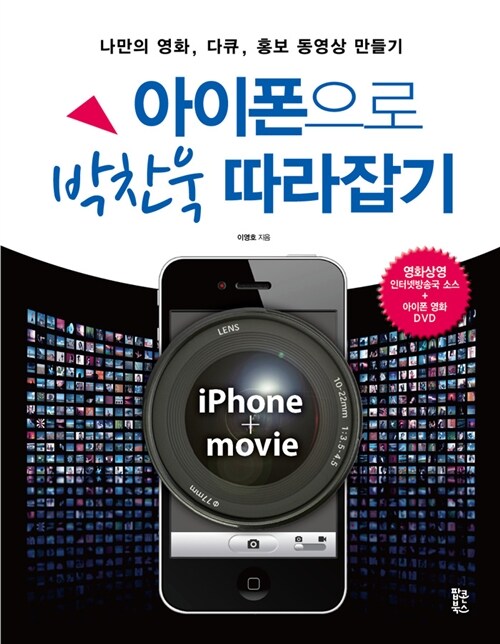 나만의 영화, 다큐, 홍보 동영상 만들기
아이폰으로
박찬욱 따라잡기
이영호 지음
영화상영
인터넷방송국 소스
+
아이폰 영화
DVD
LENS
10-22mm 1:3.5-4.5
iPhone
+
movie
Φ77mm
팝콘
북스